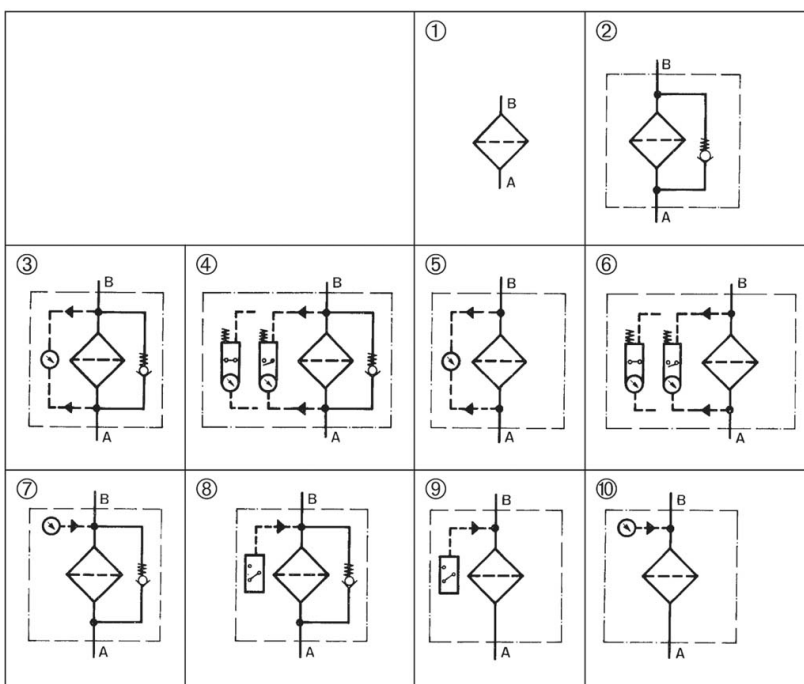 ① ②
B B
A A
③ ④ ⑤ ⑥
B B B B
A A A A
⑦ ⑧ ⑨ ⑩
B B B B
A A A A